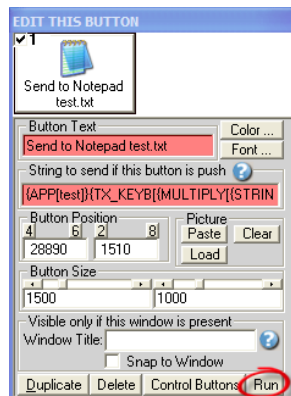 EDIT THIS BUTTON
1
Send to Notepad
test.txt
Button Text
Color ...
Send to Notepad test.txt
Font ...
String to send if this button is push
{APP[test]}{TX_KEYB[{MULTIPLY[{STRIN
Button Position
4 6 2 8
28890 1510
Picture
Paste Clear
Load
Button Size
1500 1000
Visible only if this window is present
Window Title:
Snap to Window
Duplicate Delete Control Buttons Run